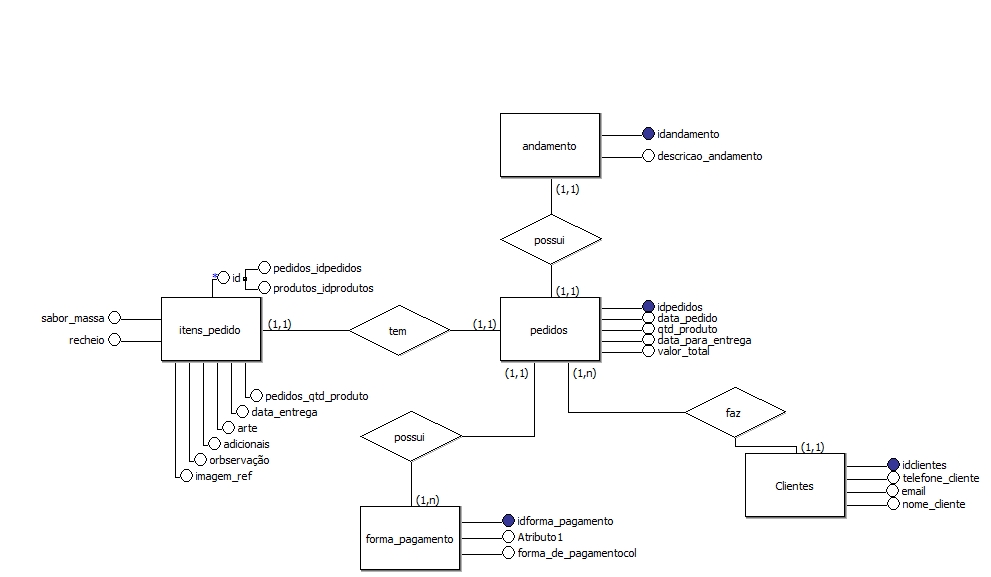 andamento
idandamento
descricao_andamento
(1,1)
possui
(1,1)
* id
pedidos_idpedidos
produtos_idprodutos
sabor_massa
recheio
itens_pedido
(1,1)
tem
(1,1)
pedidos
idpedidos
data_pedido
qtd_produto
data_para_entrega
valor_total
(1,1)
(1,n)
pedidos_qtd_produto
data_entrega
arte
adicionais
orbservação
imagem_ref
possui
faz
(1,n)
(1,1)
forma_pagamento
idforma_pagamento
Atributo1
forma_de_pagamentocol
Clientes
idclientes
telefone_cliente
email
nome_cliente